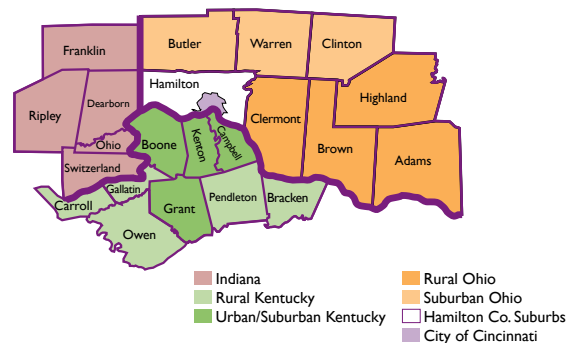 Franklin
Butler
Warren
Clinton
Hamilton
Ripley
Dearborn
Highland
Clermont
Ohio
Boone
Kenton
Campbell
Brown
Adams
Switzerland
Gallatin
Carroll
Grant
Pendleton
Bracken
Owen
Indiana
Rural Kentucky
Urban/Suburban Kentucky
Rural Ohio
Suburban Ohio
Hamilton Co. Suburbs
City of Cincinnati